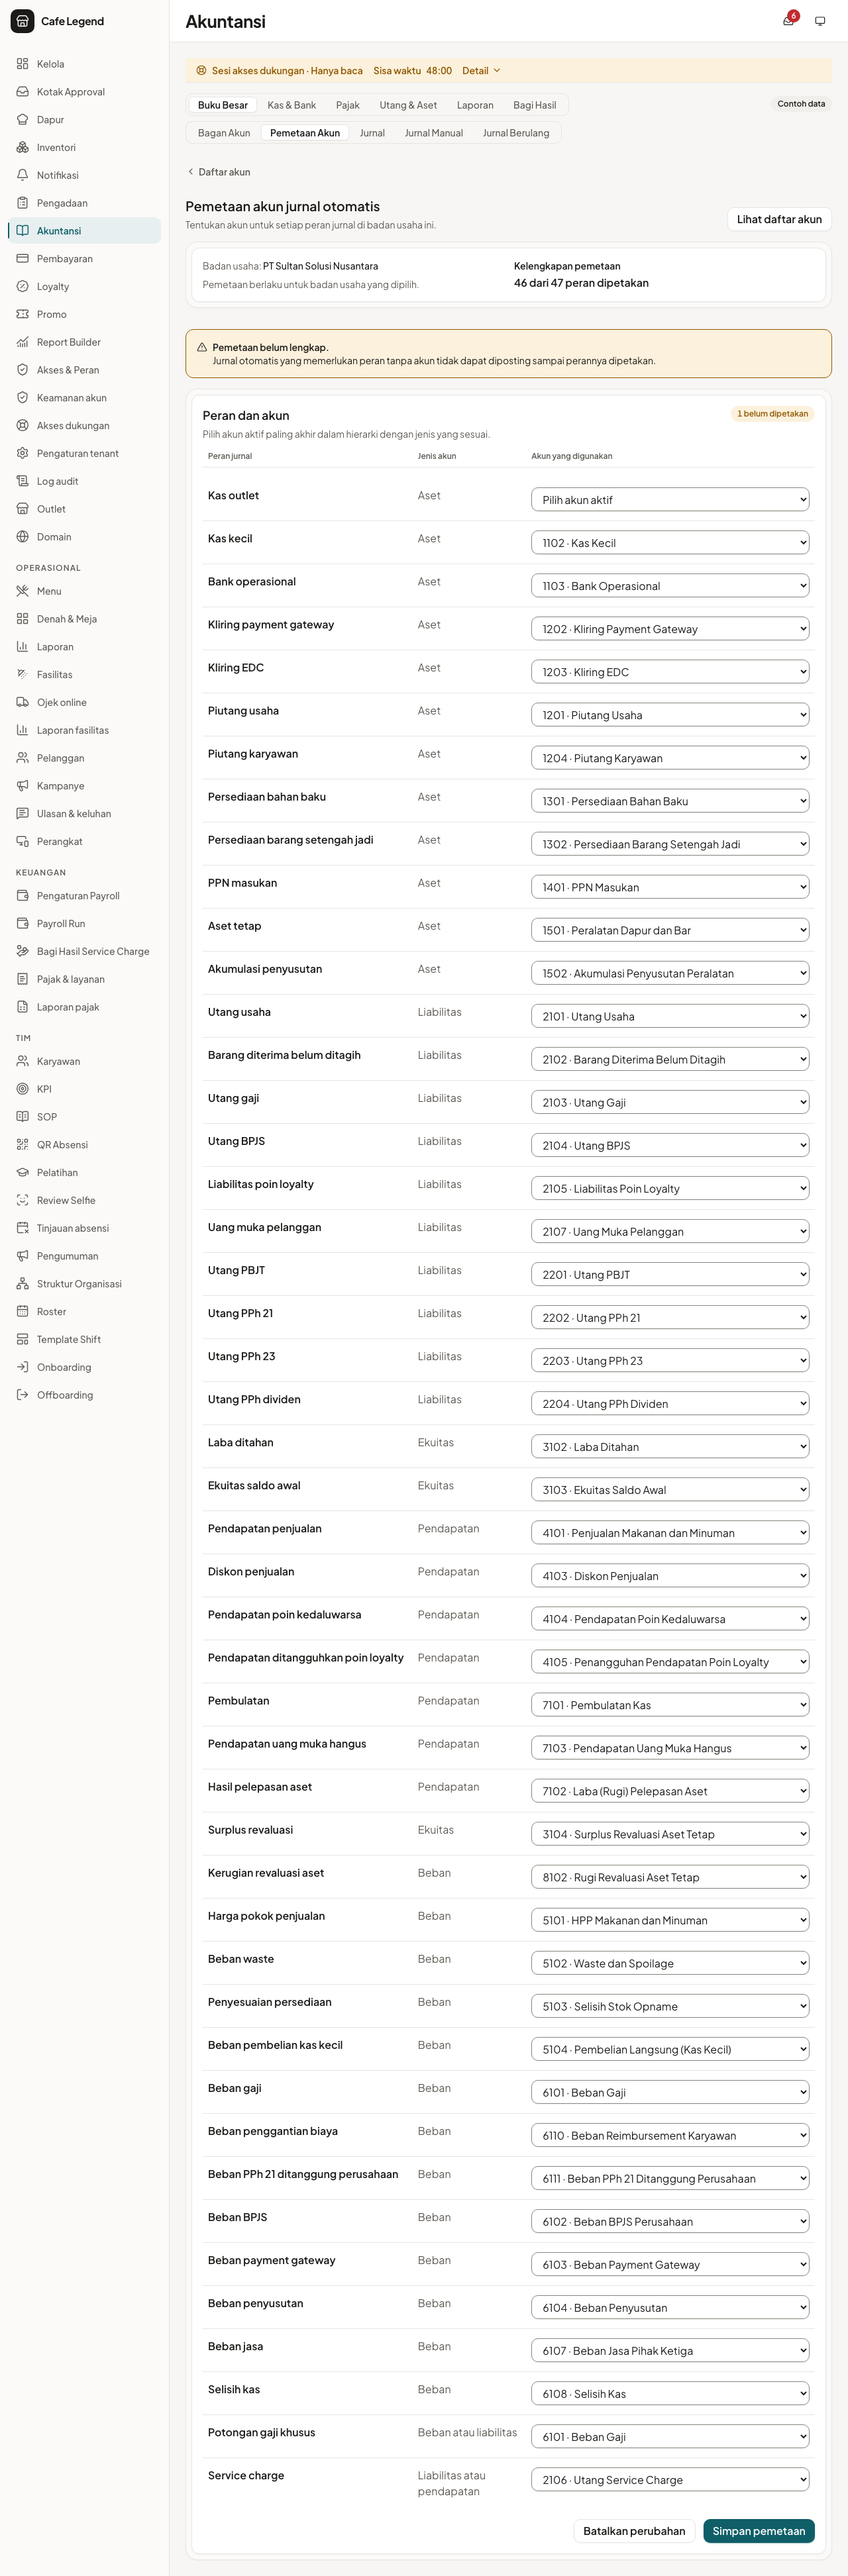 Cafe Legend
Kelola
Kotak Approval
Dapur
Inventori
Notifikasi
Pengadaan
Akuntansi
Pembayaran
Loyalty
Promo
Report Builder
Akses & Peran
Keamanan akun
Akses dukungan
Pengaturan tenant
Log audit
Outlet
Domain
OPERASIONAL
Menu
Denah & Meja
Laporan
Fasilitas
Ojek online
Laporan fasilitas
Pelanggan
Kampanye
Ulasan & keluhan
Perangkat
KEUANGAN
Pengaturan Payroll
Payroll Run
Bagi Hasil Service Charge
Pajak & layanan
Laporan pajak
TIM
Karyawan
KPI
SOP
QR Absensi
Pelatihan
Review Selfie
Tinjauan absensi
Pengumuman
Struktur Organisasi
Roster
Template Shift
Onboarding
Offboarding
Akuntansi
6
Sesi akses dukungan · Hanya baca Sisa waktu 48:00 Detail
Buku Besar Kas & Bank Pajak Utang & Aset Laporan Bagi Hasil
Contoh data
Bagan Akun Pemetaan Akun Jurnal Jurnal Manual Jurnal Berulang
Daftar akun
Pemetaan akun jurnal otomatis
Tentukan akun untuk setiap peran jurnal di badan usaha ini.
Lihat daftar akun
Badan usaha: PT Sultan Solusi Nusantara
Pemetaan berlaku untuk badan usaha yang dipilih.
Kelengkapan pemetaan
46 dari 47 peran dipetakan
Pemetaan belum lengkap.
Jurnal otomatis yang memerlukan peran tanpa akun tidak dapat diposting sampai perannya dipetakan.
Peran dan akun
1 belum dipetakan
Pilih akun aktif paling akhir dalam hierarki dengan jenis yang sesuai.
Peran jurnal Jenis akun Akun yang digunakan
Kas outlet Aset Pilih akun aktif
Kas kecil Aset 1102 · Kas Kecil
Bank operasional Aset 1103 · Bank Operasional
Kliring payment gateway Aset 1202 · Kliring Payment Gateway
Kliring EDC Aset 1203 · Kliring EDC
Piutang usaha Aset 1201 · Piutang Usaha
Piutang karyawan Aset 1204 · Piutang Karyawan
Persediaan bahan baku Aset 1301 · Persediaan Bahan Baku
Persediaan barang setengah jadi Aset 1302 · Persediaan Barang Setengah Jadi
PPN masukan Aset 1401 · PPN Masukan
Aset tetap Aset 1501 · Peralatan Dapur dan Bar
Akumulasi penyusutan Aset 1502 · Akumulasi Penyusutan Peralatan
Utang usaha Liabilitas 2101 · Utang Usaha
Barang diterima belum ditagih Liabilitas 2102 · Barang Diterima Belum Ditagih
Utang gaji Liabilitas 2103 · Utang Gaji
Utang BPJS Liabilitas 2104 · Utang BPJS
Liabilitas poin loyalty Liabilitas 2105 · Liabilitas Poin Loyalty
Uang muka pelanggan Liabilitas 2107 · Uang Muka Pelanggan
Utang PBJT Liabilitas 2201 · Utang PBJT
Utang PPh 21 Liabilitas 2202 · Utang PPh 21
Utang PPh 23 Liabilitas 2203 · Utang PPh 23
Utang PPh dividen Liabilitas 2204 · Utang PPh Dividen
Laba ditahan Ekuitas 3102 · Laba Ditahan
Ekuitas saldo awal Ekuitas 3103 · Ekuitas Saldo Awal
Pendapatan penjualan Pendapatan 4101 · Penjualan Makanan dan Minuman
Diskon penjualan Pendapatan 4103 · Diskon Penjualan
Pendapatan poin kedaluwarsa Pendapatan 4104 · Pendapatan Poin Kedaluwarsa
Pendapatan ditangguhkan poin loyalty Pendapatan 4105 · Penangguhan Pendapatan Poin Loyalty
Pembulatan Pendapatan 7101 · Pembulatan Kas
Pendapatan uang muka hangus Pendapatan 7103 · Pendapatan Uang Muka Hangus
Hasil pelepasan aset Pendapatan 7102 · Laba (Rugi) Pelepasan Aset
Surplus revaluasi Ekuitas 3104 · Surplus Revaluasi Aset Tetap
Kerugian revaluasi aset Beban 8102 · Rugi Revaluasi Aset Tetap
Harga pokok penjualan Beban 5101 · HPP Makanan dan Minuman
Beban waste Beban 5102 · Waste dan Spoilage
Penyesuaian persediaan Beban 5103 · Selisih Stok Opname
Beban pembelian kas kecil Beban 5104 · Pembelian Langsung (Kas Kecil)
Beban gaji Beban 6101 · Beban Gaji
Beban penggantian biaya Beban 6110 · Beban Reimbursement Karyawan
Beban PPh 21 ditanggung perusahaan Beban 6111 · Beban PPh 21 Ditanggung Perusahaan
Beban BPJS Beban 6102 · Beban BPJS Perusahaan
Beban payment gateway Beban 6103 · Beban Payment Gateway
Beban penyusutan Beban 6104 · Beban Penyusutan
Beban jasa Beban 6107 · Beban Jasa Pihak Ketiga
Selisih kas Beban 6108 · Selisih Kas
Potongan gaji khusus Beban atau liabilitas 6101 · Beban Gaji
Service charge Liabilitas atau pendapatan 2106 · Utang Service Charge
Batalkan perubahan Simpan pemetaan